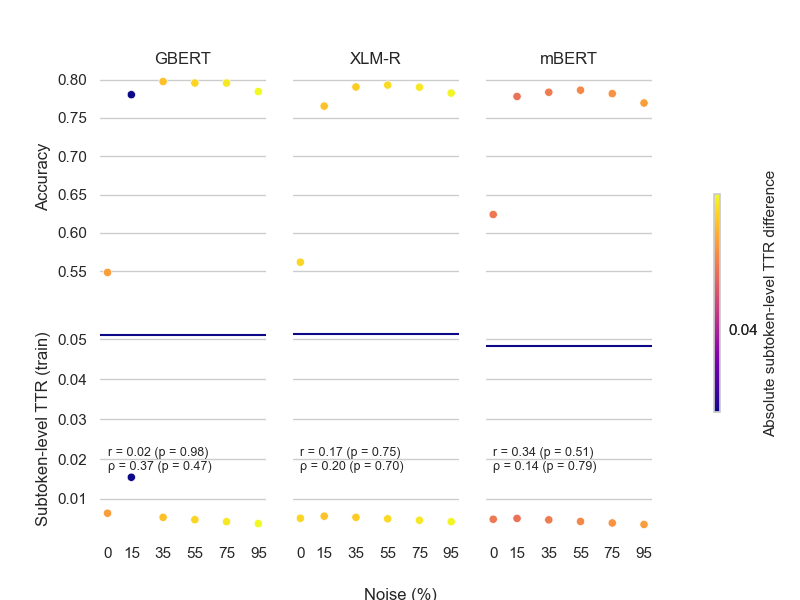 GBERT
XLM-R
mBERT
Accuracy
0.80
0.75
0.70
0.65
0.60
0.55
Subtoken-level TTR (train)
0.05
0.04
0.03
0.02
0.01
r = 0.02 (p = 0.98)
ρ = 0.37 (p = 0.47)
r = 0.17 (p = 0.75)
ρ = 0.20 (p = 0.70)
r = 0.34 (p = 0.51)
ρ = 0.14 (p = 0.79)
0 15 35 55 75 95
0 15 35 55 75 95
0 15 35 55 75 95
Noise (%)
0.04
Absolute subtoken-level TTR difference